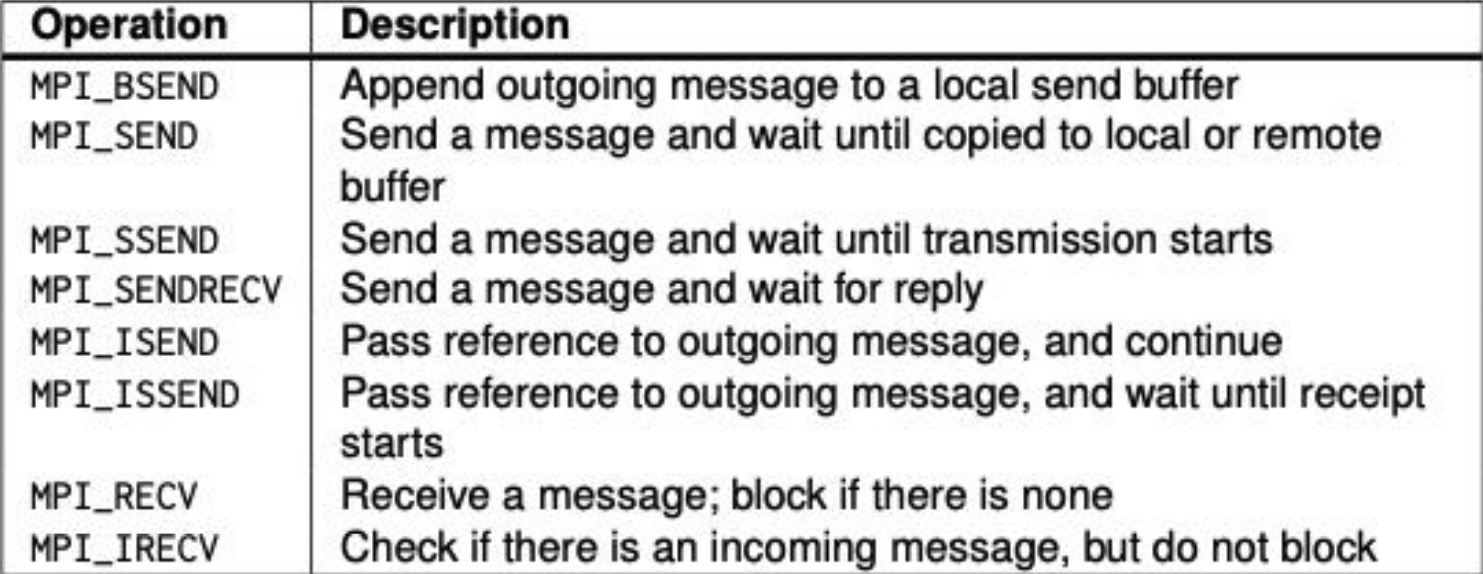 Operation Description
MPI_BSEND Append outgoing message to a local send buffer
MPI_SEND Send a message and wait until copied to local or remote
buffer
MPI_SSEND Send a message and wait until transmission starts
MPI_SENDRECV Send a message and wait for reply
MPI_ISEND Pass reference to outgoing message, and continue
MPI_ISSEND Pass reference to outgoing message, and wait until receipt
starts
MPI_RECV Receive a message; block if there is none
MPI_IRECV Check if there is an incoming message, but do not block